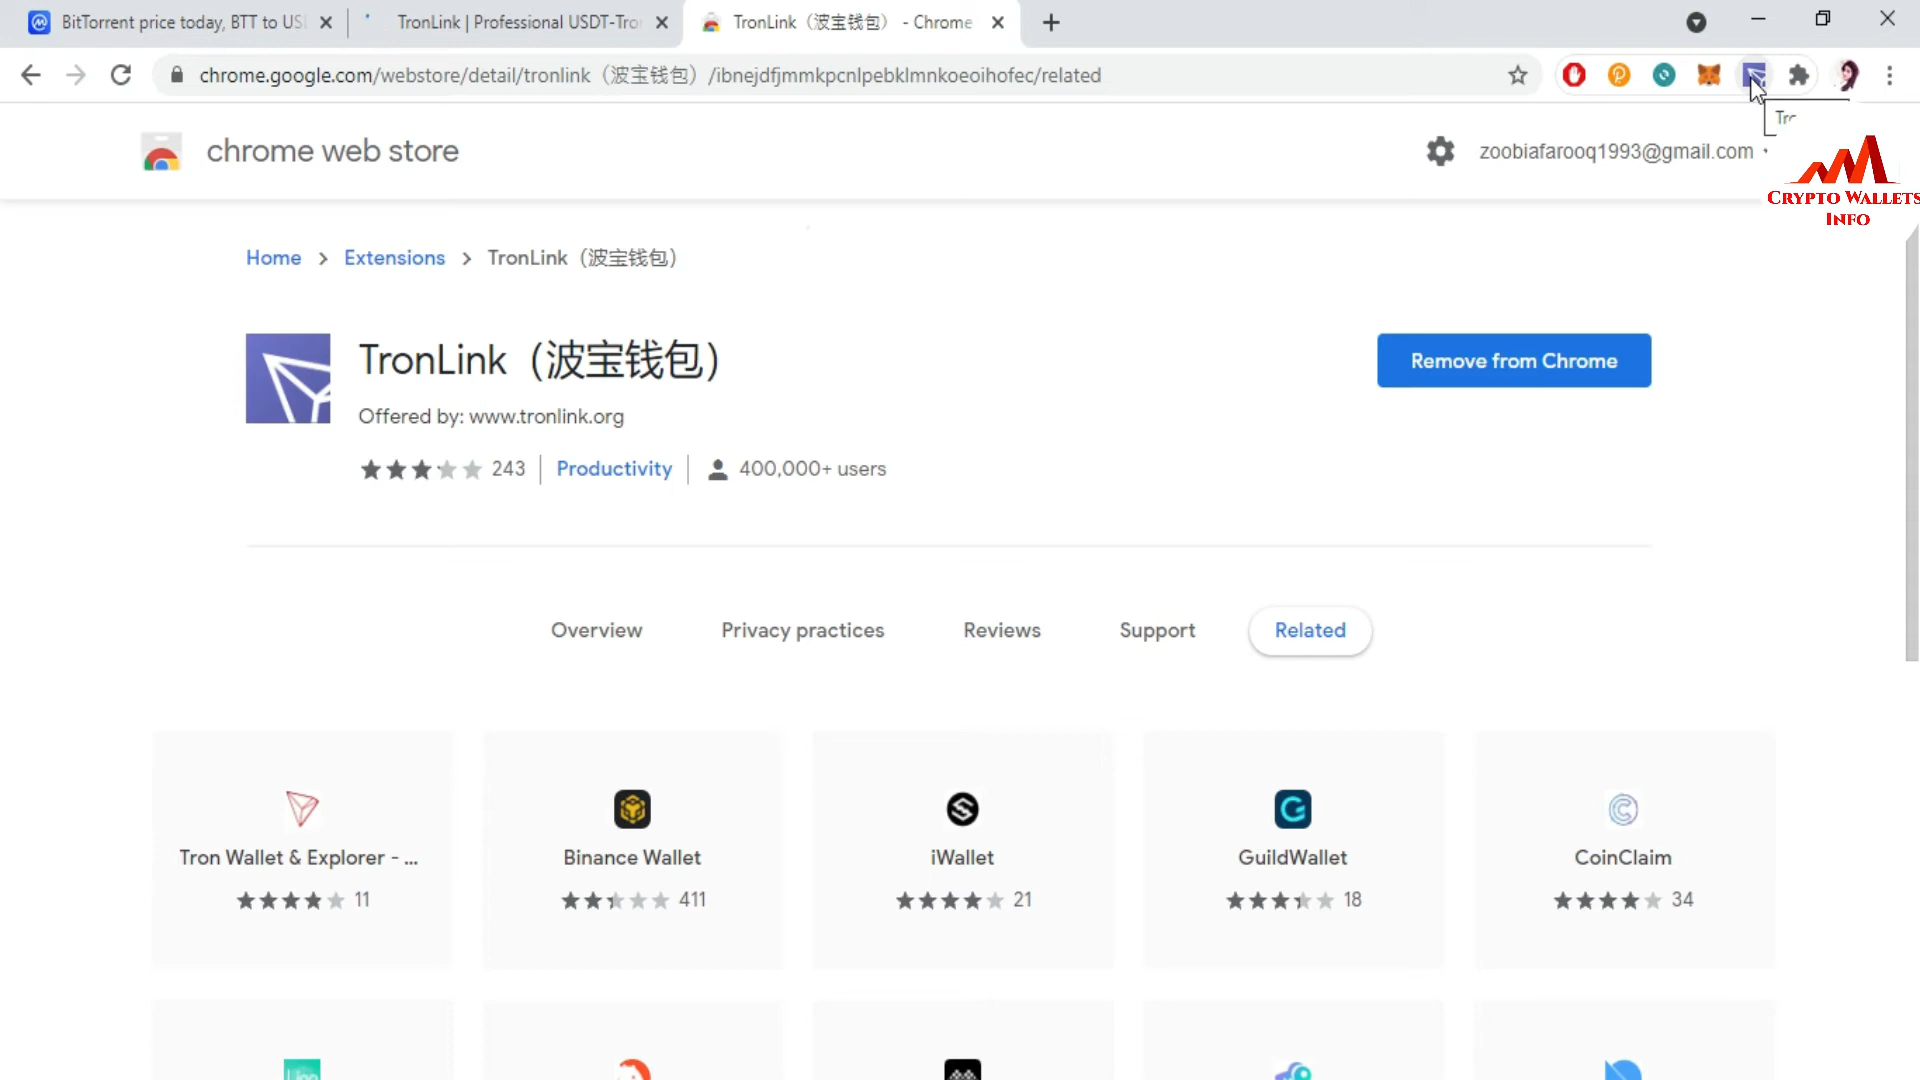 BitTorrent price today, BTT to US
TronLink | Professional USDT-Tro
TronLink（波宝钱包） - Chrome
chrome.google.com/webstore/detail/tronlink（波宝钱包）/ibnejdfjmmkpcnlpebklmnkoeoihofec/related
chrome web store
zoobiafarooq1993@gmail.com
CRYPTO WALLETS
INFO
Home > Extensions > TronLink（波宝钱包）
TronLink（波宝钱包）
Remove from Chrome
Offered by: www.tronlink.org
243 Productivity 400,000+ users
Overview Privacy practices Reviews Support Related
Tron Wallet & Explorer - ... Binance Wallet iWallet GuildWallet CoinClaim
11 411 21 18 34